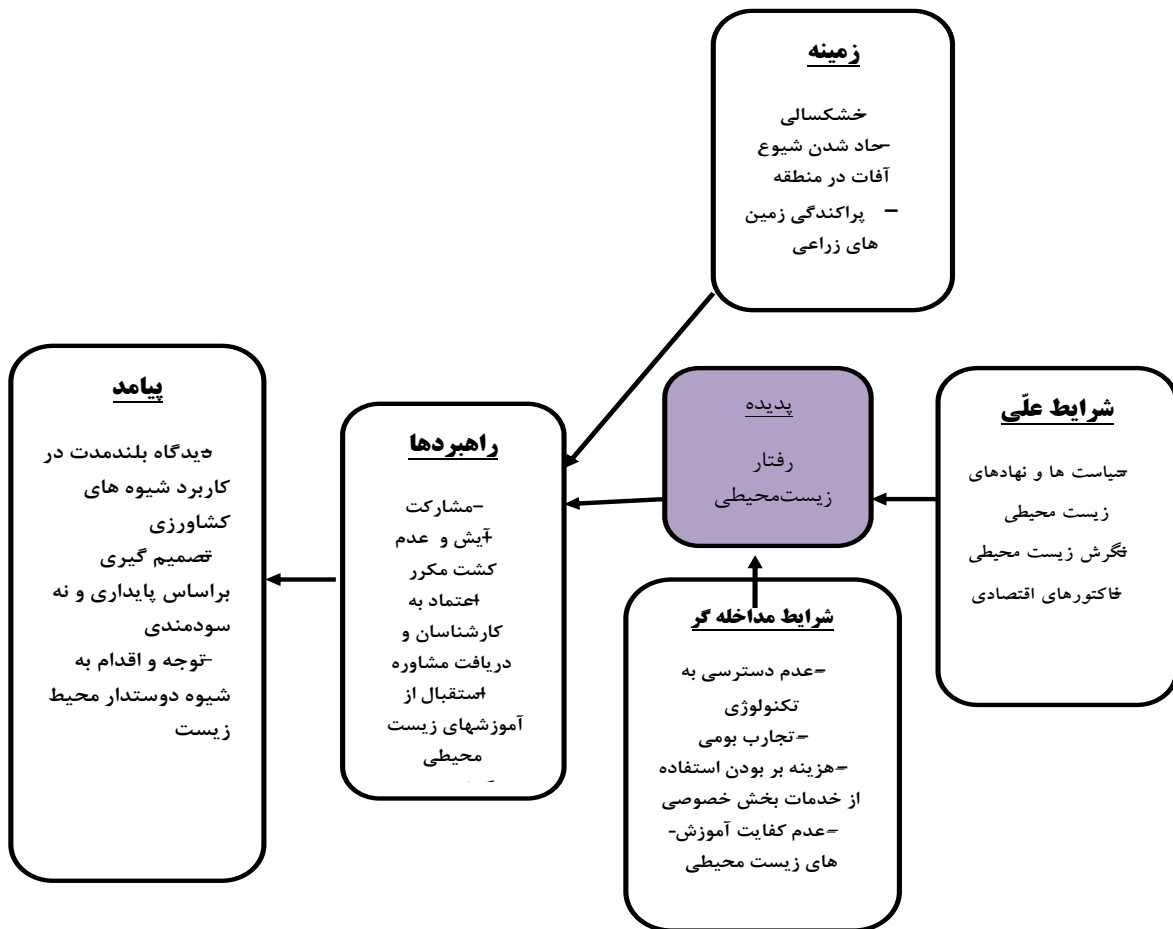 زمینه
-خشکسالی
-حاد شدن شیوع
آفات در منطقه
- پراکندگی زمین
های زراعی
شرایط علّی
-سیاست ها و نهادهای
زیست محیطی
-نگرش زیست محیطی
-فاکتورهای اقتصادی
پدیده
رفتار
زیست‌محیطی
شرایط مداخله گر
-عدم دسترسی به
تکنولوژی
-تجارب بومی
-هزینه بر بودن استفاده
از خدمات بخش خصوصی
-عدم کفایت آموزش-
های زیست محیطی
راهبردها
-مشارکت
-آیش و عدم
کشت مکرر
-اعتماد به
کارشناسان و
دریافت مشاوره
-استقبال از
آموزشهای زیست
محیطی
پیامد
-دیدگاه بلندمدت در
کاربرد شیوه های
کشاورزی
-تصمیم گیری
براساس پایداری و نه
سودمندی
-توجه و اقدام به
شیوه دوستدار محیط
زیست